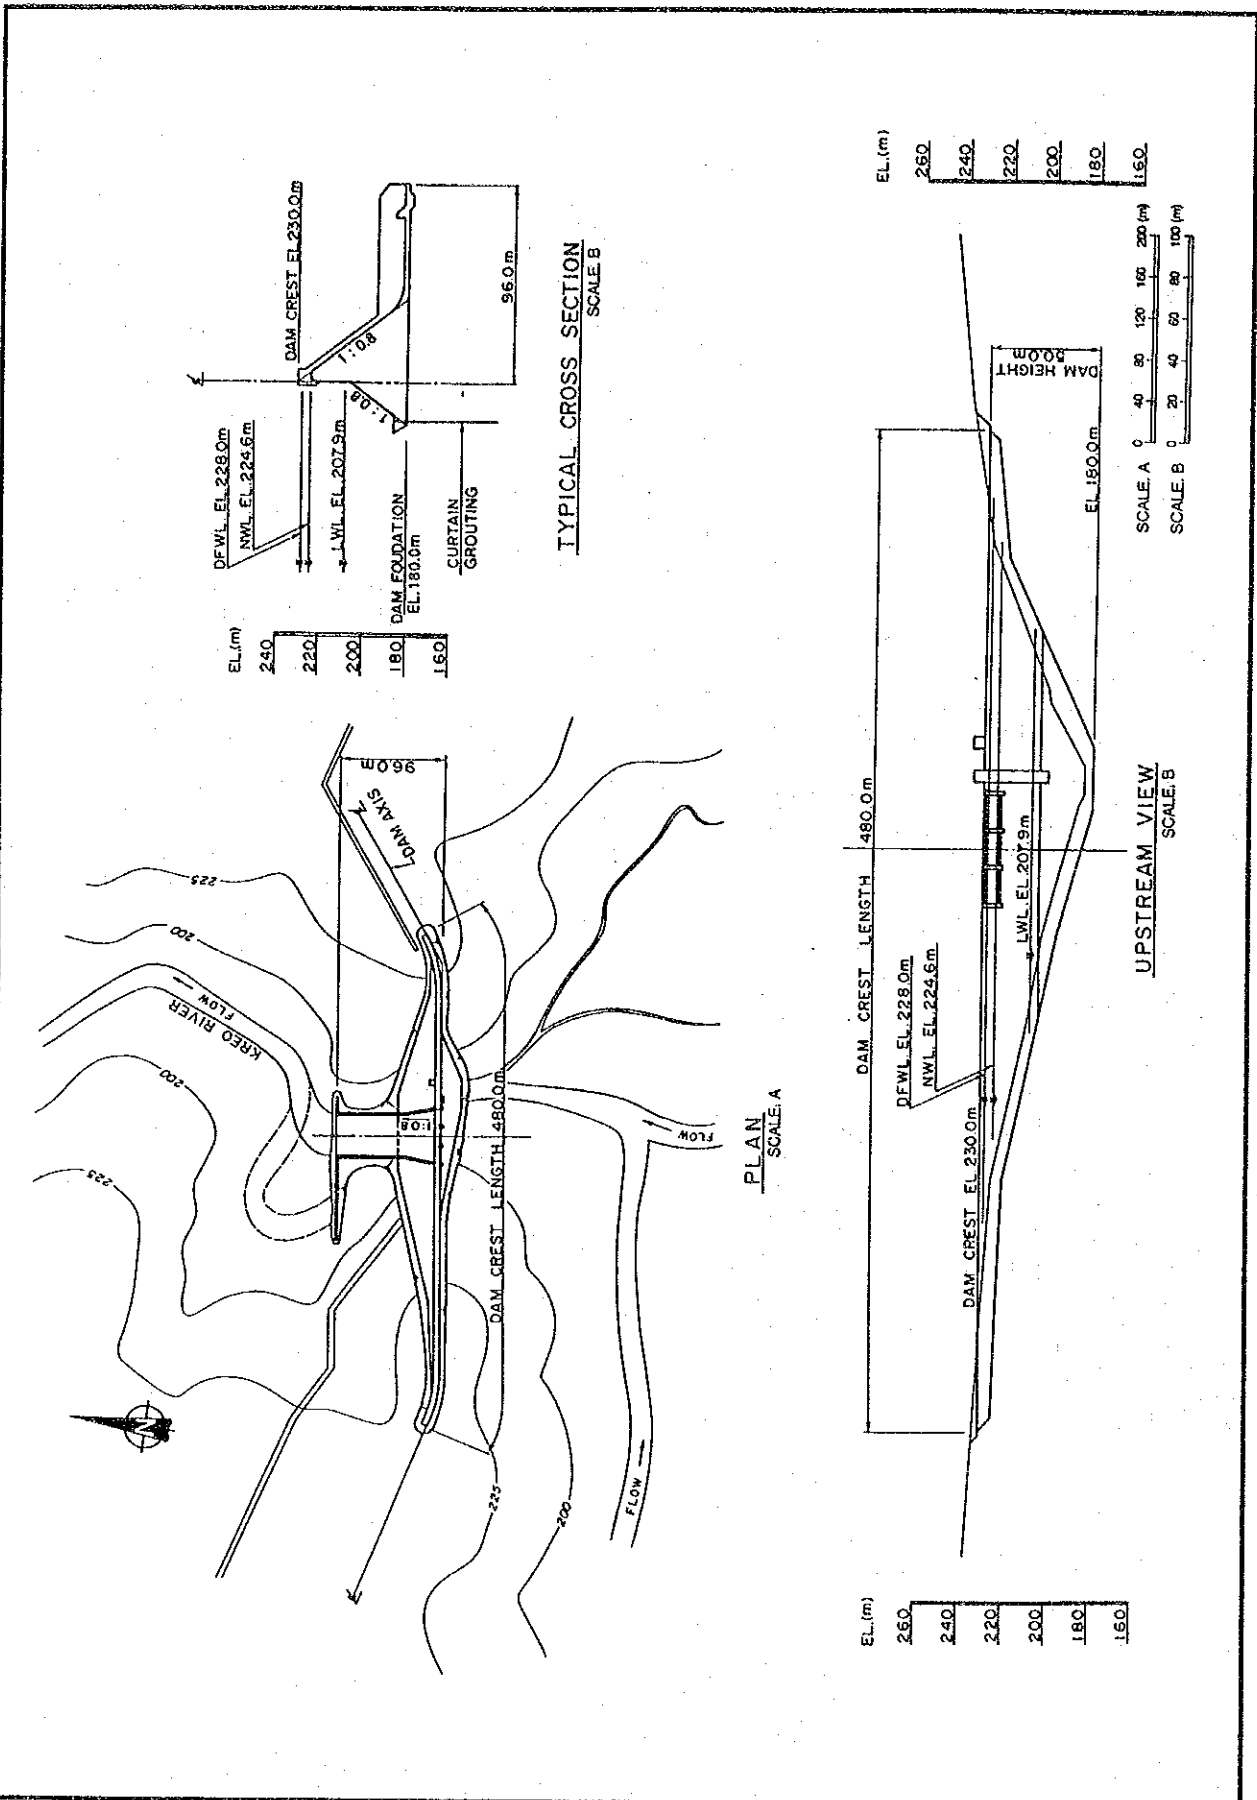 PLAN
SCALE. A
N
225
200
KREO RIVER
FLOW
200
225
DAM AXIS
96.0m
1:0.8
DAM CREST LENGTH 480.0m
FLOW
FLOW
225
200
TYPICAL CROSS SECTION
SCALE. B
EL.(m)
240
220
200
180
160
DFWL. EL. 228.0m
NWL. EL. 224.6m
LWL. EL. 207.9m
DAM FOUDATION
EL. 180.0m
CURTAIN
GROUTING
DAM CREST EL.230.0m
1:0.8
1:0.8
96.0m
UPSTREAM VIEW
SCALE. B
EL.(m)
260
240
220
200
180
160
DAM CREST LENGTH 480.0m
DFWL. EL. 228.0m
NWL. EL. 224.6m
DAM CREST EL. 230.0m
LWL. EL. 207.9m
DAM HEIGHT
50.0m
EL. 180.0m
EL.(m)
260
240
220
200
180
160
SCALE. A 0 40 80 120 160 200 (m)
SCALE. B 0 20 40 60 80 100 (m)